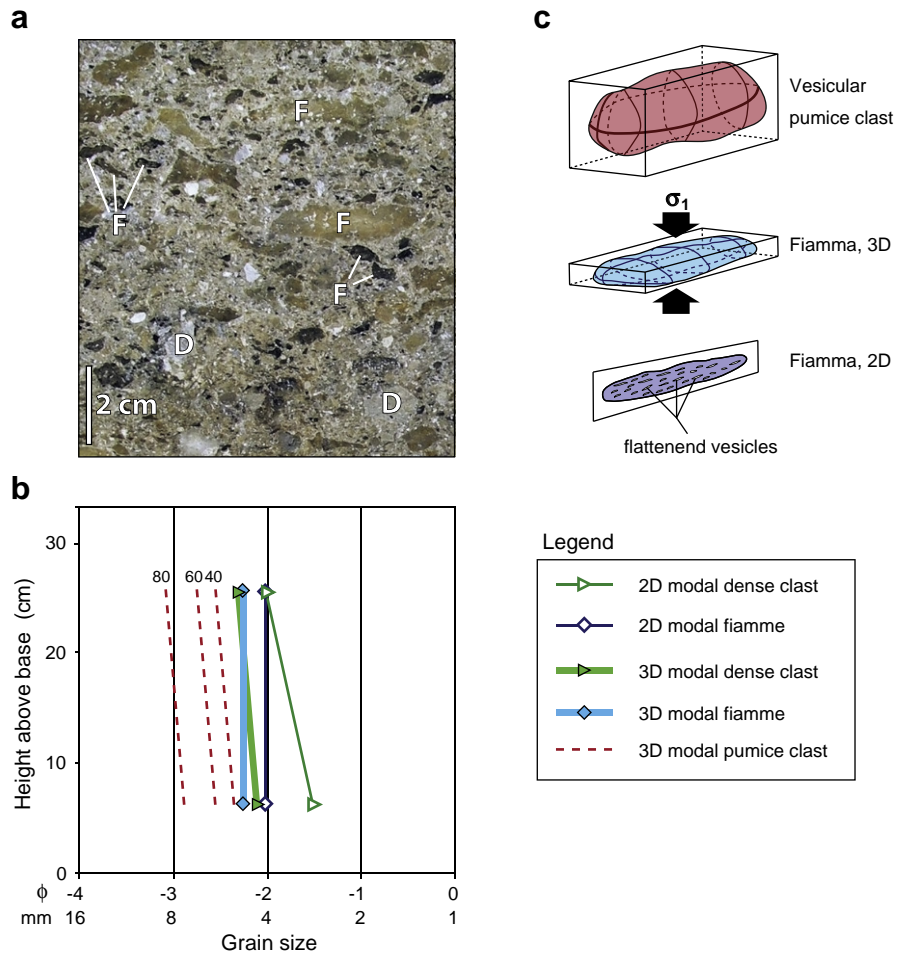 a
F
F
F
F
D
D
2 cm
b
Height above base (cm)
30
20
10
0
80 60 40
ϕ -4 -3 -2 -1 0
mm 16 8 4 2 1
Grain size
c
Vesicular
pumice clast
σ1
Fiamma, 3D
Fiamma, 2D
flattenend vesicles
Legend
2D modal dense clast
2D modal fiamme
3D modal dense clast
3D modal fiamme
3D modal pumice clast